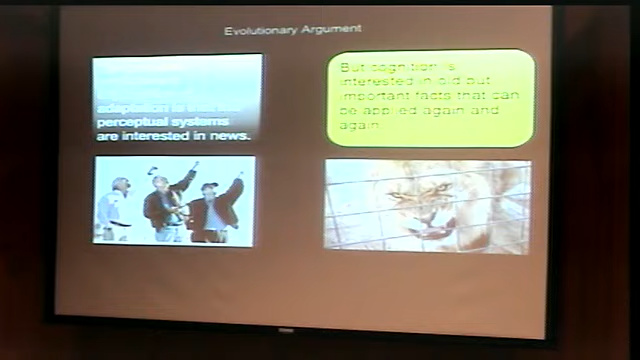 Evolutionary Argument
adaptation is that the
perceptual systems
are interested in news.
But cognition is
interested in old but
important facts that can
be applied again and
again